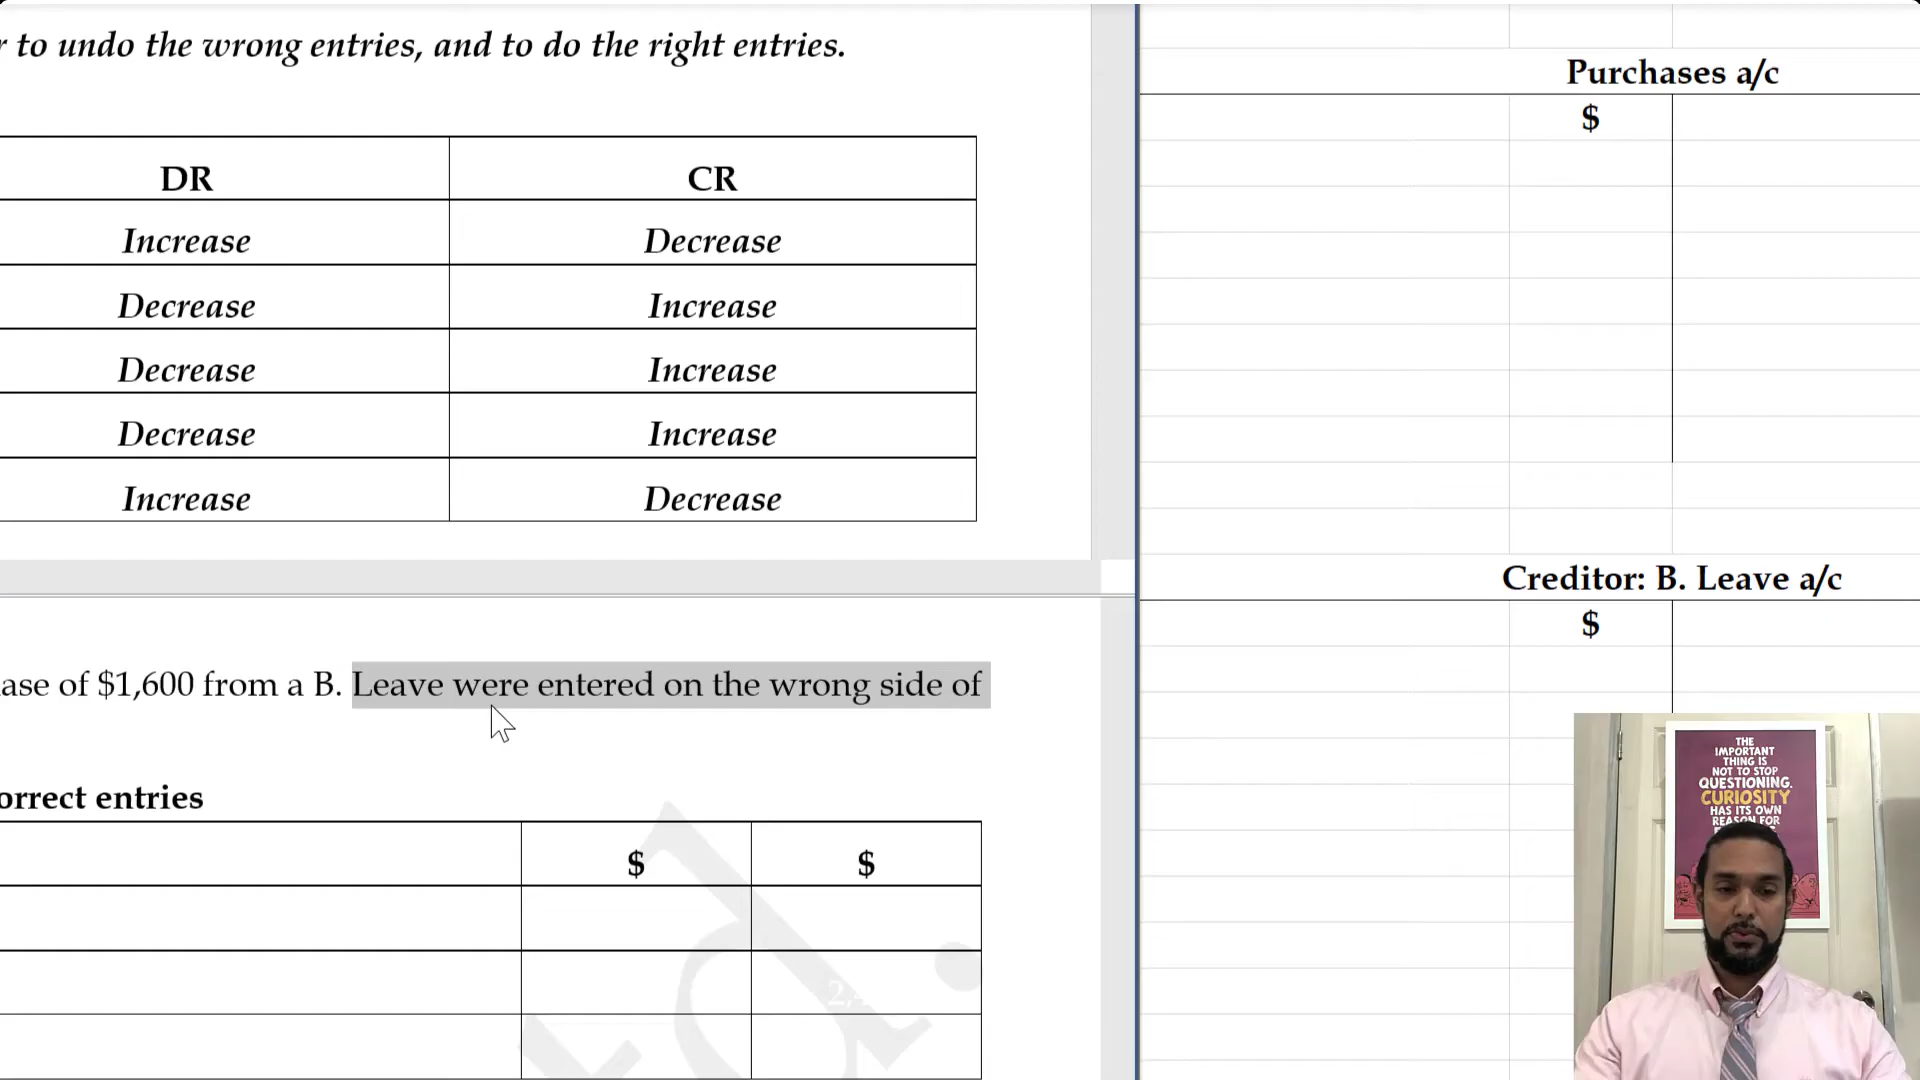 r to undo the wrong entries, and to do the right entries.
DR CR
Increase Decrease
Decrease Increase
Decrease Increase
Decrease Increase
Increase Decrease
ase of $1,600 from a B. Leave were entered on the wrong side of
orrect entries
$ $
Purchases a/c
$
Creditor: B. Leave a/c
$
THE
IMPORTANT
THING IS
NOT TO STOP
QUESTIONING.
CURIOSITY
HAS ITS OWN
REASON FOR